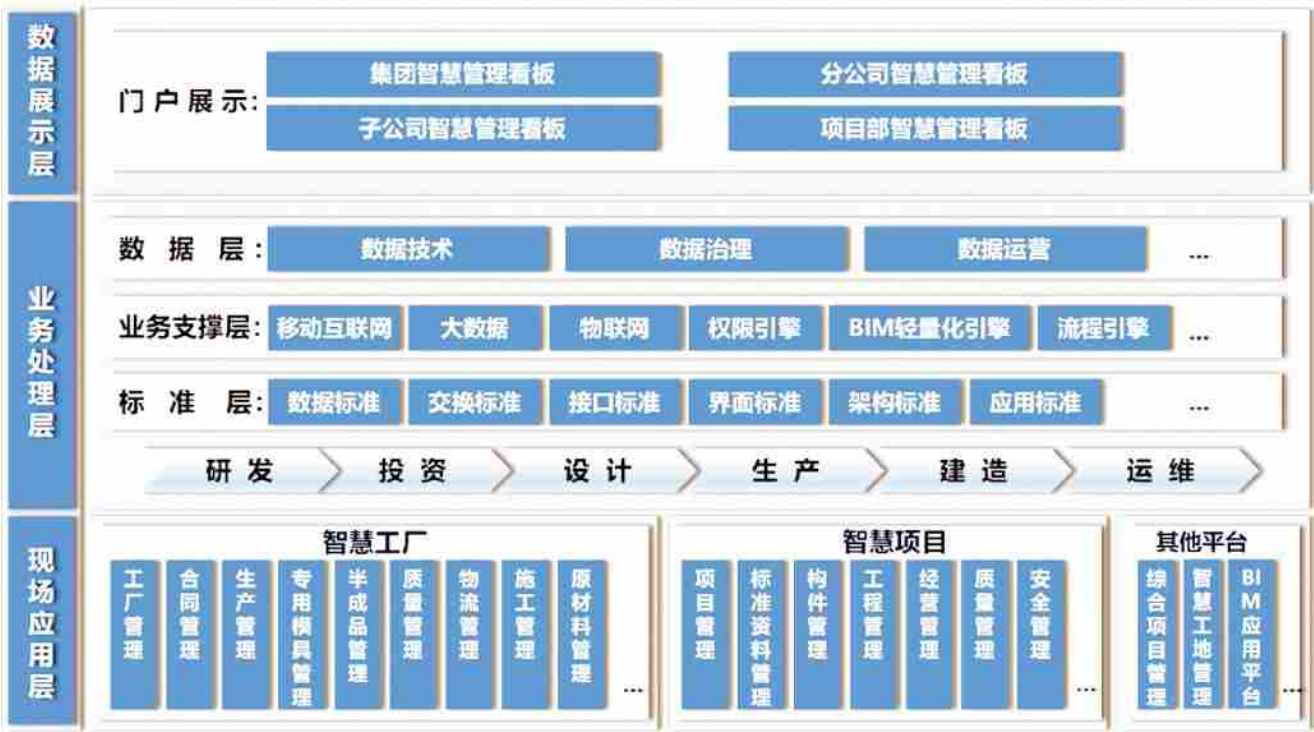 数据展示层
门户展示:
集团智慧管理看板
分公司智慧管理看板
子公司智慧管理看板
项目部智慧管理看板
业务处理层
数据层:
数据技术
数据治理
数据运营
...
业务支撑层:
移动互联网
大数据
物联网
权限引擎
BIM轻量化引擎
流程引擎
...
标准层:
数据标准
交换标准
接口标准
界面标准
架构标准
应用标准
...
研发
投资
设计
生产
建造
运维
现场应用层
智慧工厂
工厂管理
合同管理
生产管理
专用模具管理
半成品管理
质量管理
物流管理
施工管理
原材料管理
...
智慧项目
项目管理
标准资料管理
构件管理
工程管理
经营管理
质量管理
安全管理
...
其他平台
综合项目管理
智慧工地管理
BIM应用平台
...